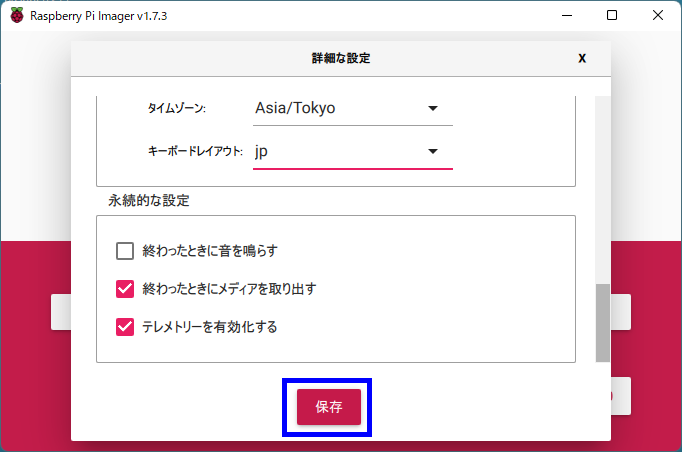 Raspberry Pi Imager v1.7.3
詳細な設定
X
タイムゾーン:
Asia/Tokyo
キーボードレイアウト:
jp
永続的な設定
終わったときに音を鳴らす
終わったときにメディアを取り出す
テレメトリーを有効化する
保存